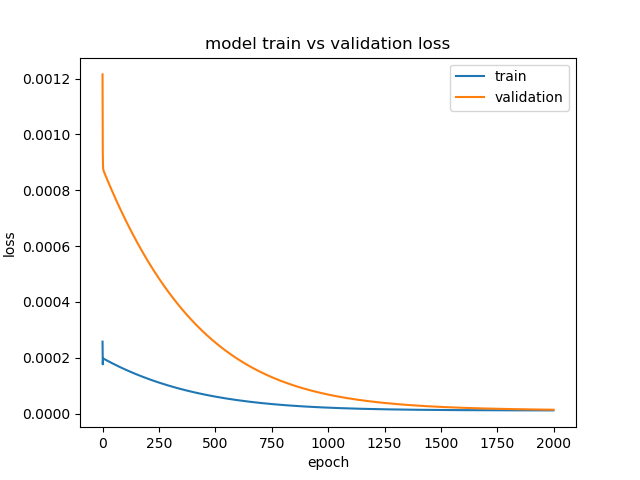 model train vs validation loss
train
validation
0.0012
0.0010
0.0008
0.0006
0.0004
0.0002
0.0000
loss
0 250 500 750 1000 1250 1500 1750 2000
epoch